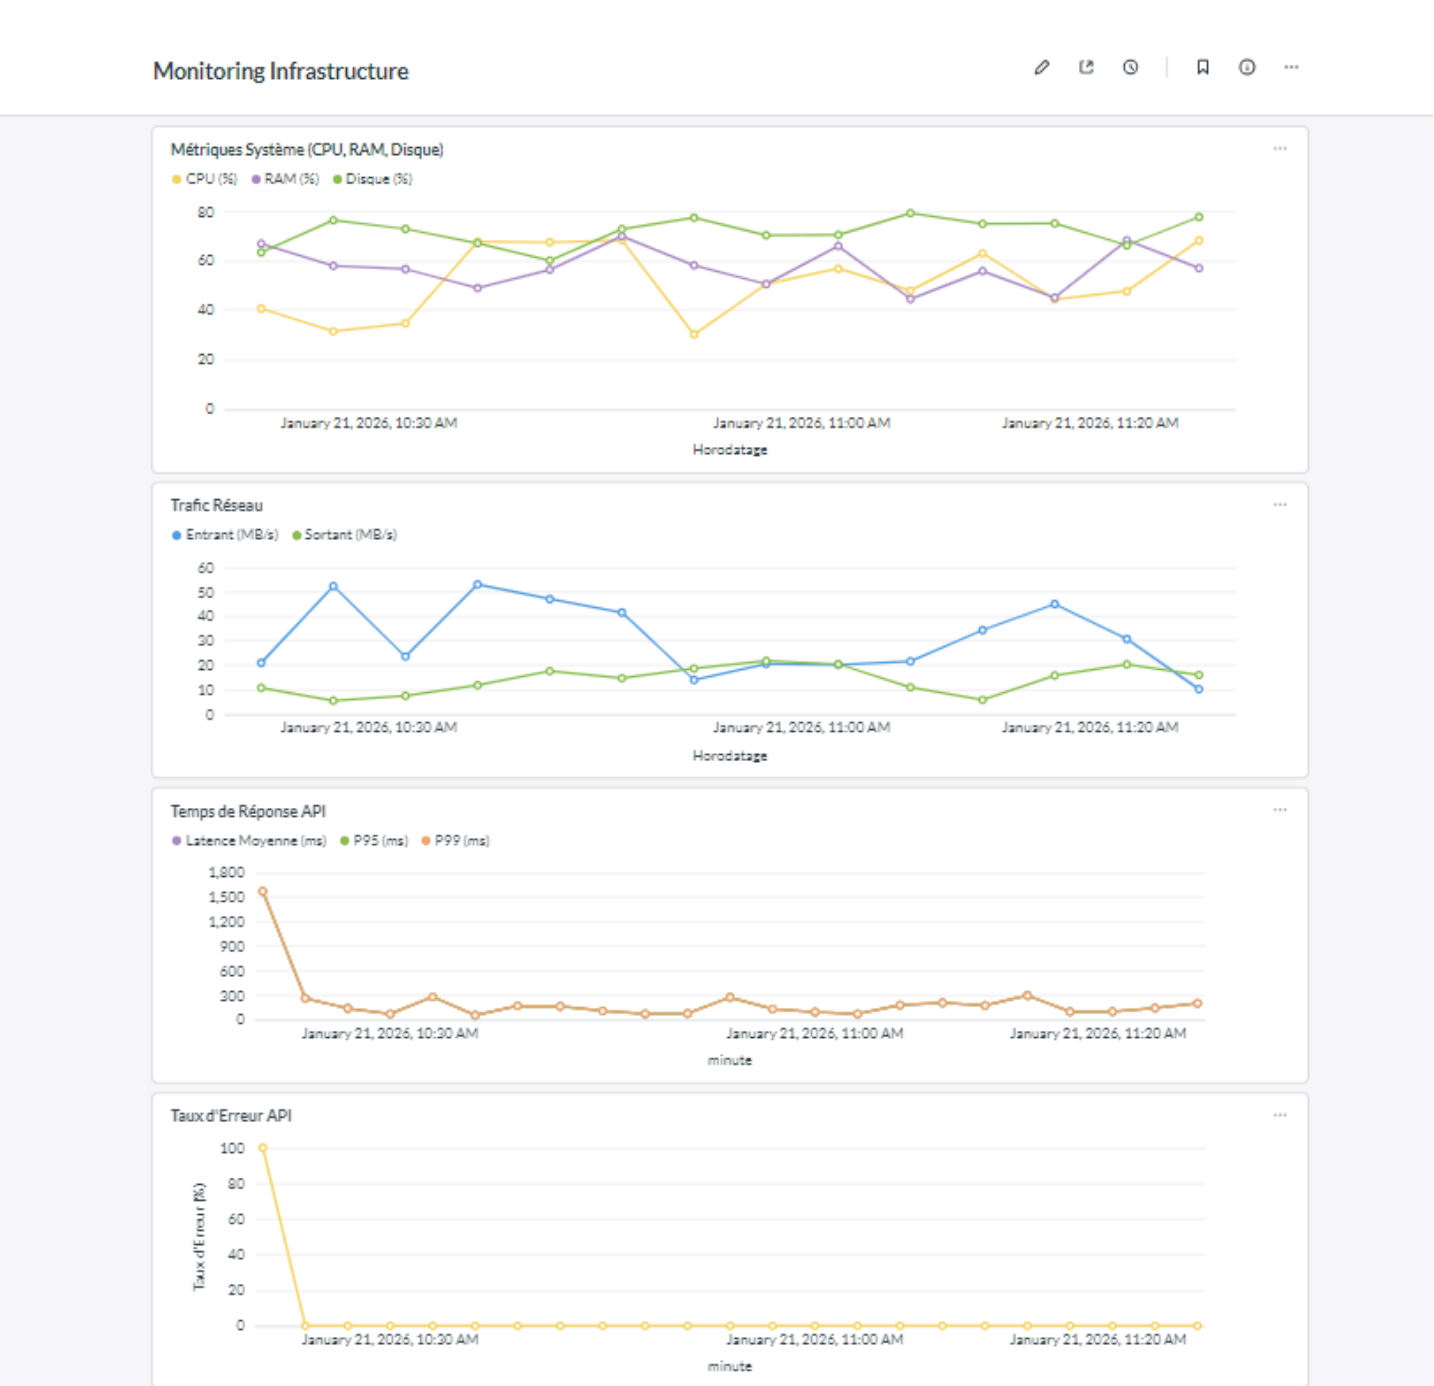 Monitoring Infrastructure
Métriques Système (CPU, RAM, Disque)
CPU (%) RAM (%) Disque (%)
80
60
40
20
0
January 21, 2026, 10:30 AM January 21, 2026, 11:00 AM January 21, 2026, 11:20 AM
Horodatage
Trafic Réseau
Entrant (MB/s) Sortant (MB/s)
60
50
40
30
20
10
0
January 21, 2026, 10:30 AM January 21, 2026, 11:00 AM January 21, 2026, 11:20 AM
Horodatage
Temps de Réponse API
Latence Moyenne (ms) P95 (ms) P99 (ms)
1,800
1,500
1,200
900
600
300
0
January 21, 2026, 10:30 AM January 21, 2026, 11:00 AM January 21, 2026, 11:20 AM
minute
Taux d'Erreur API
Taux d'Erreur (%)
100
80
60
40
20
0
January 21, 2026, 10:30 AM January 21, 2026, 11:00 AM January 21, 2026, 11:20 AM
minute